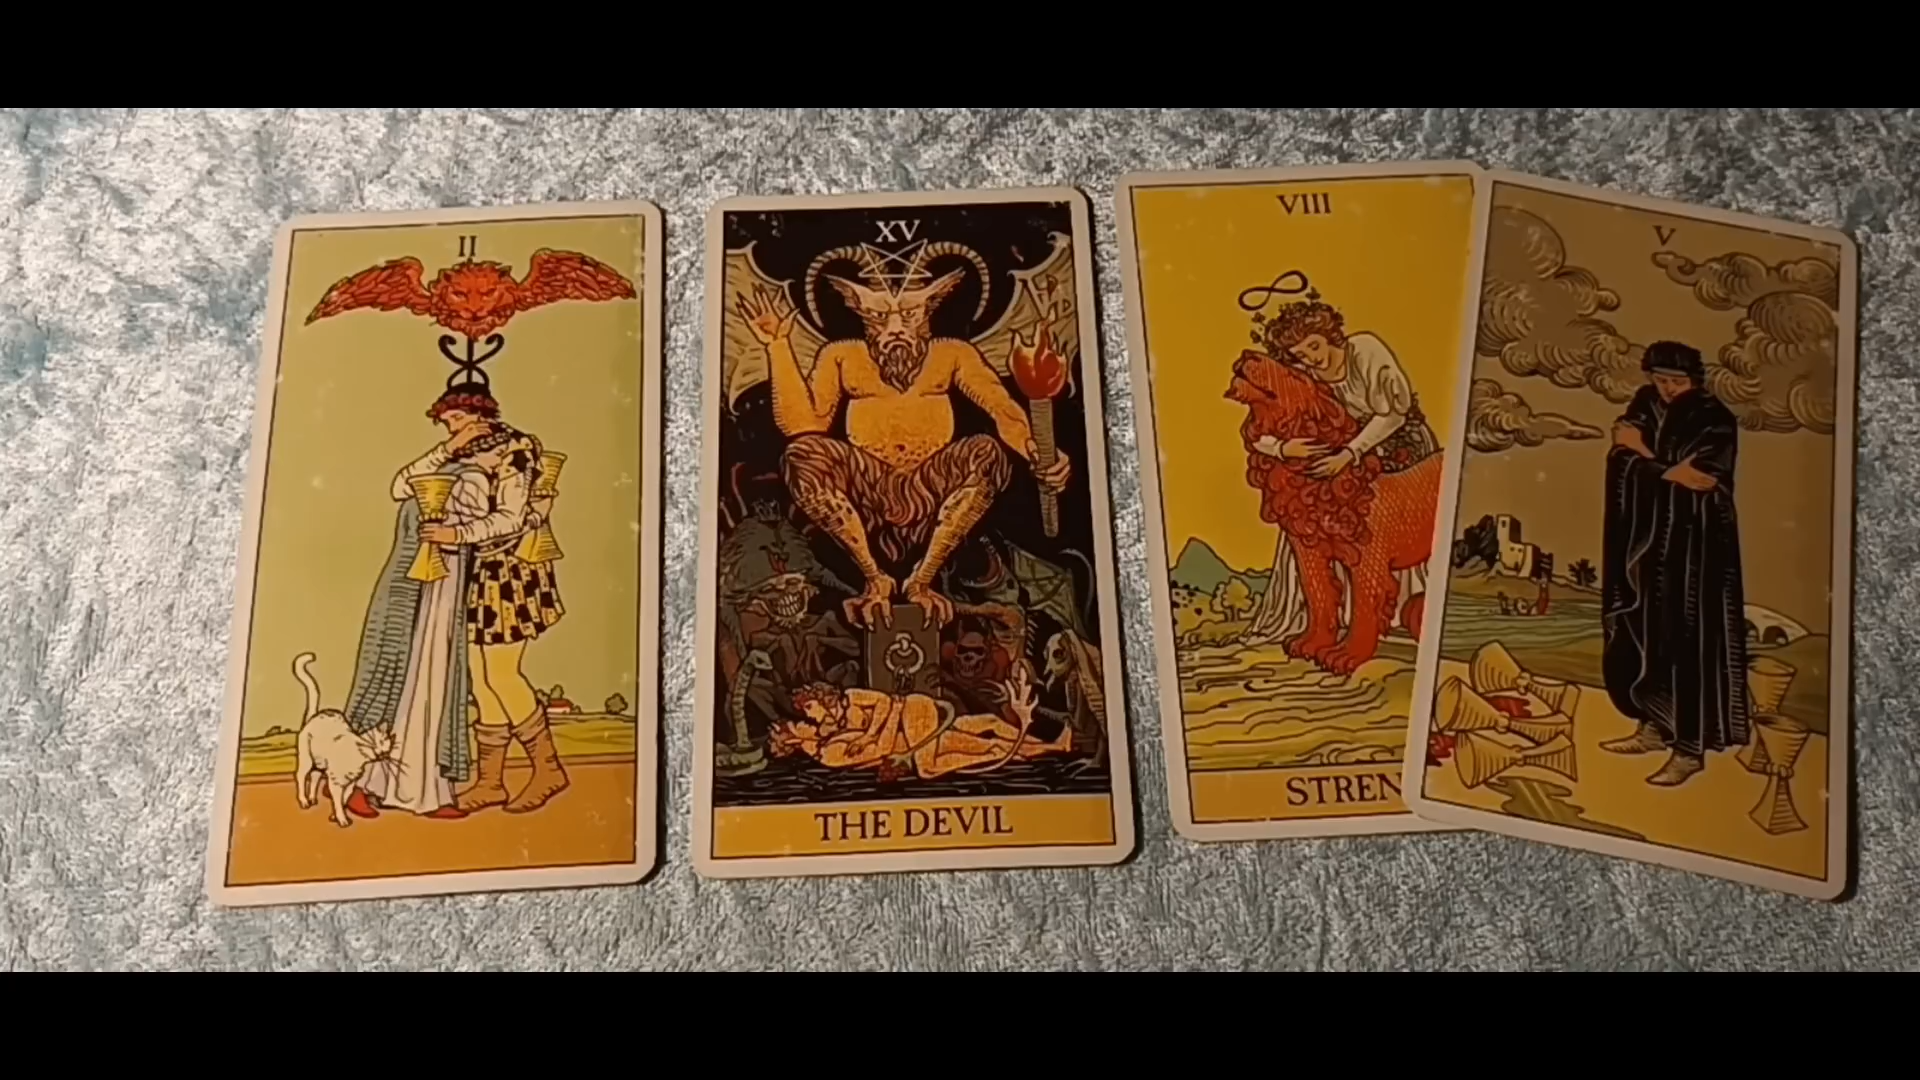 II
XV
THE DEVIL
VIII
STREN
V